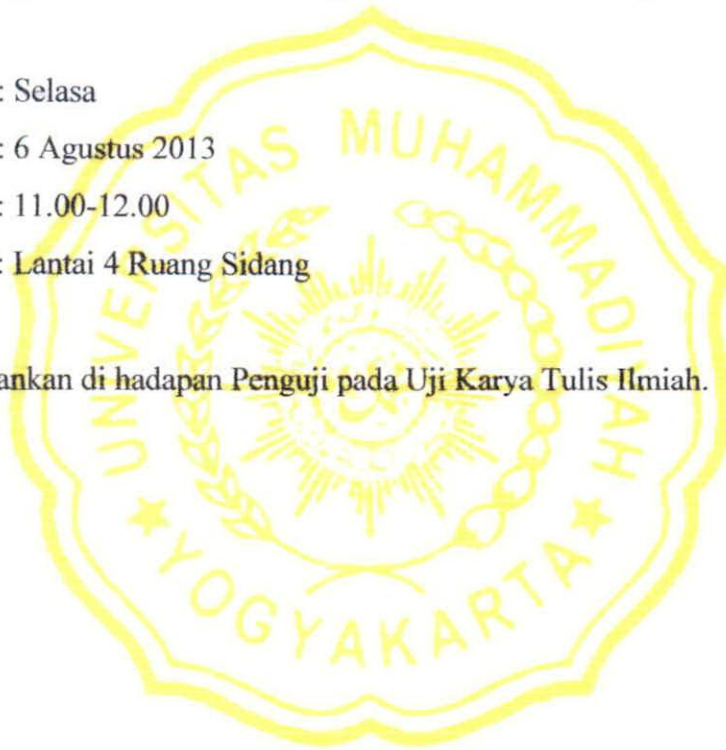 : Selasa
: 6 Agustus 2013
: 11.00-12.00
: Lantai 4 Ruang Sidang
ankan di hadapan Penguji pada Uji Karya Tulis Ilmiah.
UNIVERSITAS MUHAMMADIYAH
YOGYAKARTA